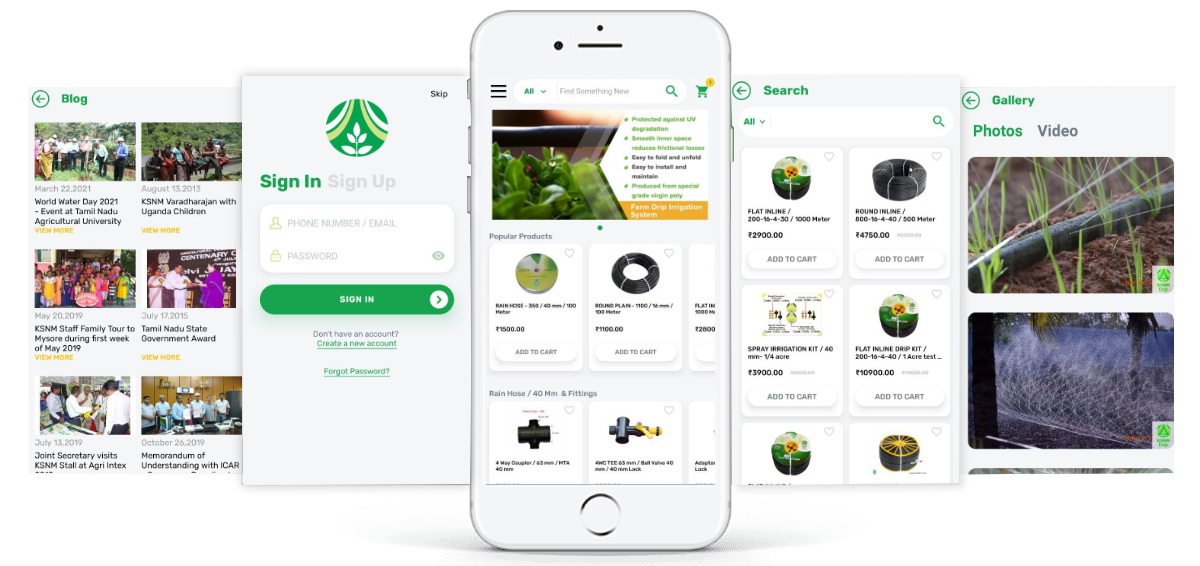 Blog
March 22,2021
World Water Day 2021
- Event at Tamil Nadu
Agricultural University
VIEW MORE
August 13.2013
KSNM Varadharajan with
Uganda Children
VIEW MORE
May 20,2019
KSNM Staff Family Tour to
Mysore during first week
of May 2019
VIEW MORE
CENTENARY C
July 17,2015
Tamil Nadu State
Government Award
VIEW MORE
July 13,2019
Joint Secretary visits
KSNM Stall at Agri Intex
October 26,2019
Memorandum of
Understanding with ICAR
Skip
Sign In Sign Up
PHONE NUMBER / EMAIL
PASSWORD
SIGN IN
Don't have an account?
Create a new account
Forgot Password?
All
Find Something New
Protected against UV
degradation
Smooth inner space
reduces frictional losses
Easy to fold and unfold
Easy to install and
maintain
Produced from special
grade virgin poly
Farm Drip Irrigation
System
Popular Products
RAIN HOSE - 350 / 40 mm / 100
Meter
₹1500.00
ADD TO CART
ROUND PLAIN - 1100 / 16 mm /
100 Meter
₹1100.00
ADD TO CART
FLAT IN
1000 M
₹2800
Rain Hose / 40 Mm & Fittings
4 Way Coupler / 63 mm / MTA
40 mm
4WC TEE 63 mm / Ball Valve 40
mm / 40 mm Lock
Adapte
Lock
Search
All
FLAT INLINE /
200-16-4-30 / 1000 Meter
₹2900.00
ADD TO CART
ROUND INLINE /
800-16-4-40 / 500 Meter
₹4750.00
ADD TO CART
SPRAY IRRIGATION KIT / 40
mm- 1/4 acre
₹3900.00
ADD TO CART
FLAT INLINE DRIP KIT /
200-16-4-40 / 1 Acre test ...
₹10900.00
ADD TO CART
FLAT INLINE /
Gallery
Photos Video